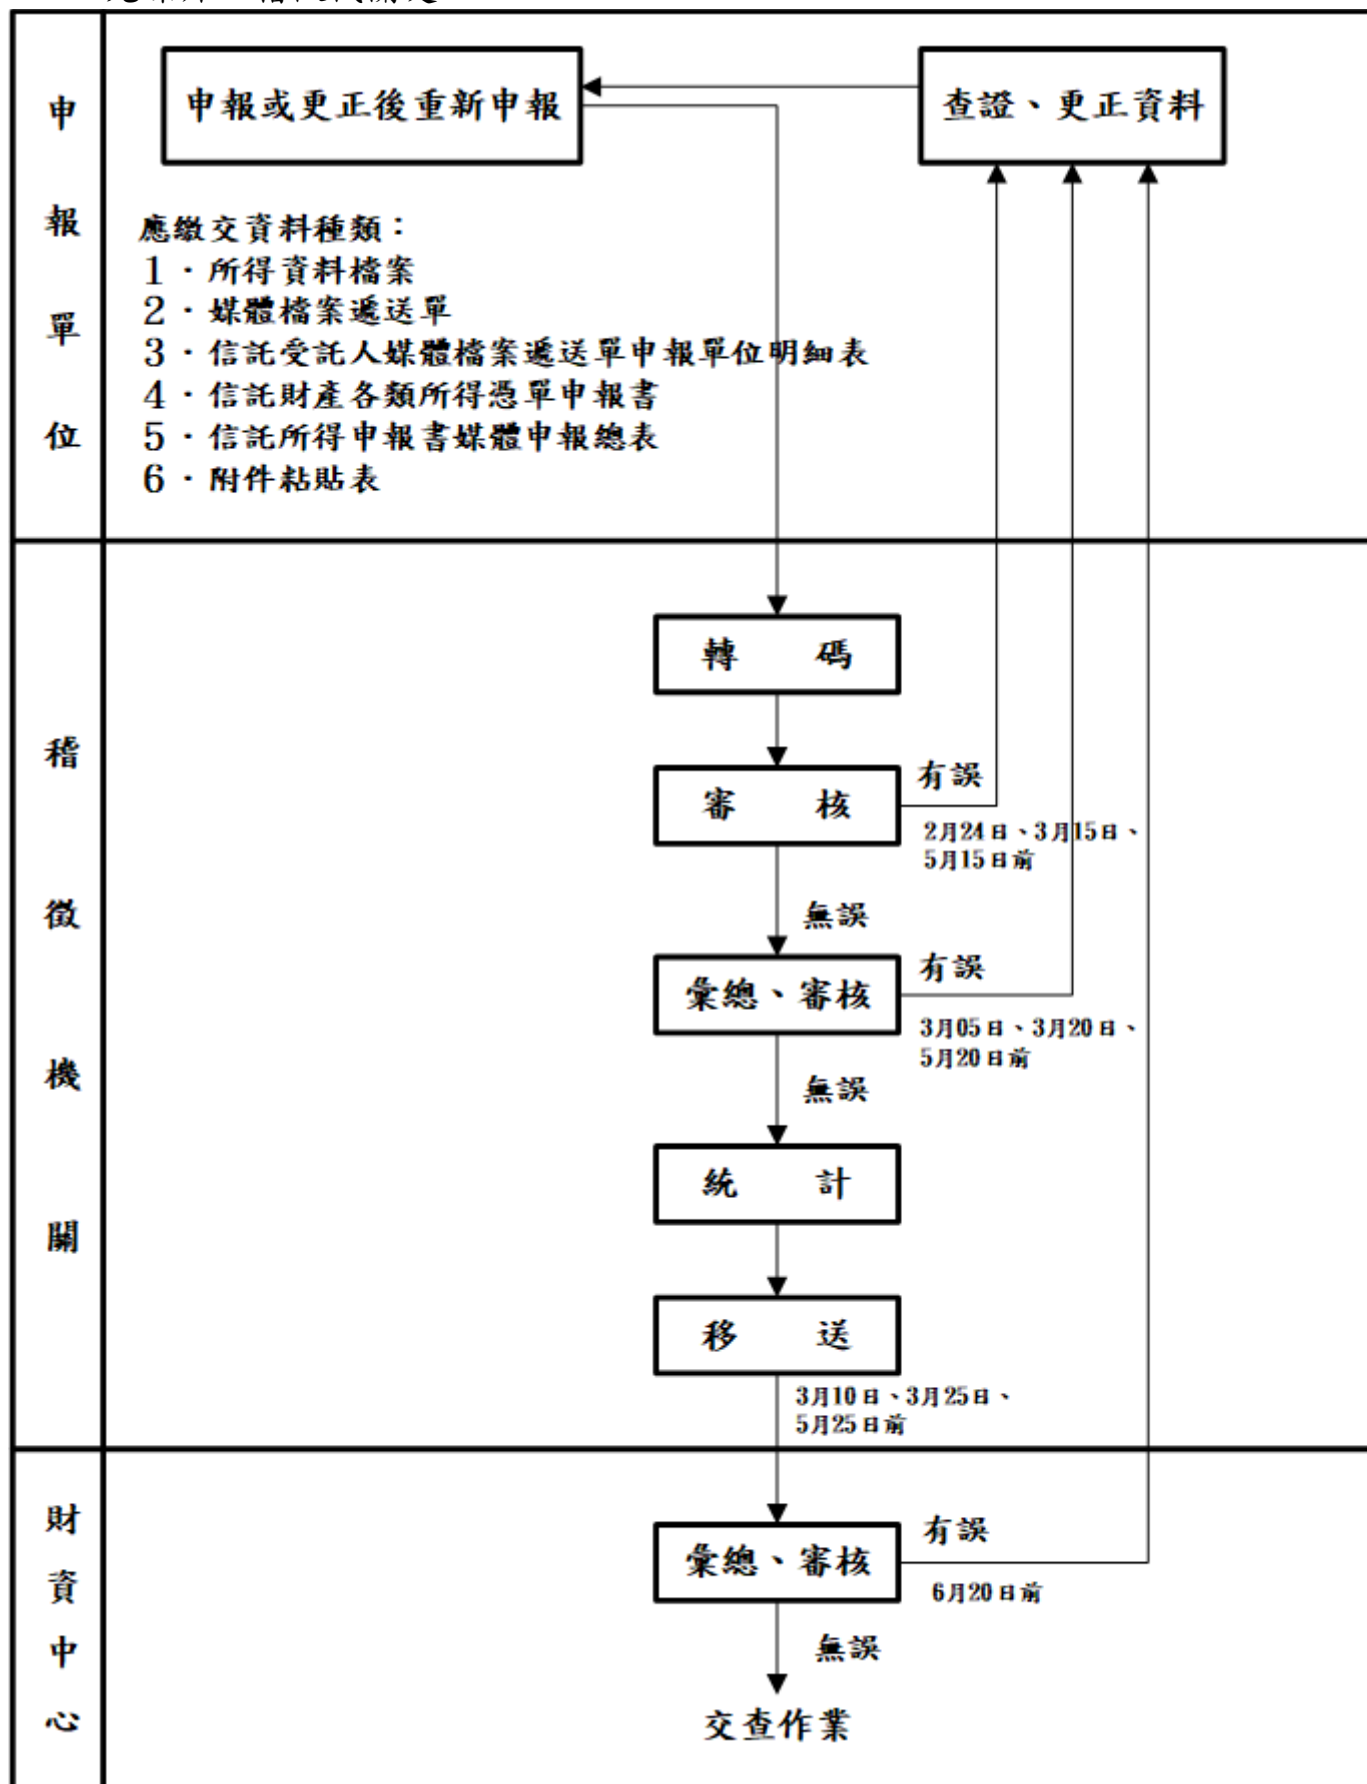 申報單位
申報或更正後重新申報
查證、更正資料
應繳交資料種類：
1．所得資料檔案
2．媒體檔案遞送單
3．信託受託人媒體檔案遞送單申報單位明細表
4．信託財產各類所得憑單申報書
5．信託所得申報書媒體申報總表
6．附件粘貼表
稽徵機關
轉 碼
審 核
有誤
2月24日、3月15日、
5月15日前
無誤
彙總、審核
有誤
3月05日、3月20日、
5月20日前
無誤
統 計
移 送
3月10日、3月25日、
5月25日前
財資中心
彙總、審核
有誤
6月20日前
無誤
交查作業